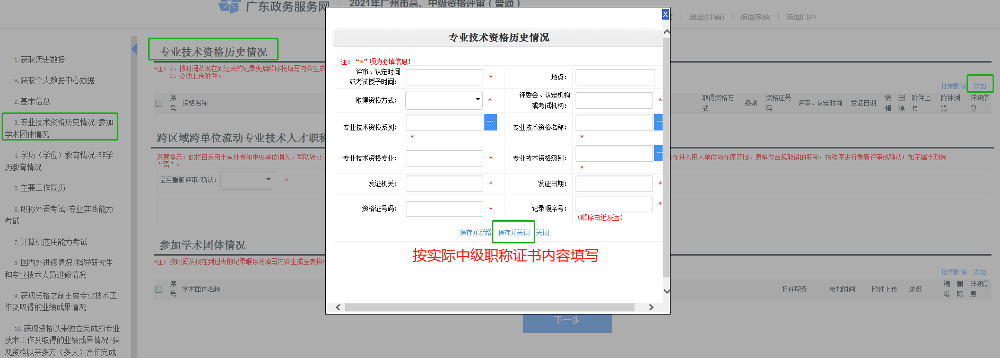 广东政务服务网
2021年广州市高、中级资格评审（普通）
退出(注销)
返回系统
返回门户
X
1.获取历史数据
*.获取个人数据中心数据
2.基本信息
3.专业技术资格历史情况/参加
学术团体情况
4.学历（学位）教育情况/非学
历教育情况
5.主要工作简历
6.职称外语考试/专业实践能力
考试
7.计算机应用能力考试
8.国内外进修情况/指导研究生
和专业技术人员进修情况
9.获现资格之前主要专业技术工
作及取得的业绩成果情况
10.获现资格以来独立完成的专业
技术工作及取得的业绩成果情况/获
现资格以来多方（多人）合作完成
专业技术资格历史情况
*注：1、按时间从现在到过去的记录先后顺序将填写内容生成
2、必须上传附件。
批量删除 添加
序号 资格名称
取得资格方式 级别 资格证号码 评审、认定时间 发证日期 编辑 删除 附件上传 附件浏览 详细信息
跨区域跨单位流动专业技术人才职称
温馨提示：此栏目适用于从外省和中央单位调入、军队转业、
在进入用人单位前在原区域、原单位合规取得的职称，按程序进行重新评审或确认；如不属于则选
“否”。
是否重新评审/确认： *
参加学术团体情况
*注：按时间从现在到过去的记录顺序将填写内容生成至表格
批量删除 添加
序号 学术团体名称
担任职务 参加时间 附件上传 浏览 编辑 删除 详细信息
下一步
专业技术资格历史情况
注：“*”项为必填信息！
评审、认定时间
或考试授予时间： *
地点：
取得资格方式： *
评委会、认定机构
或考试机构： *
专业技术资格系列： ... *
专业技术资格名称： ... *
专业技术资格专业： *
专业技术资格级别： ... *
发证机关： *
发证日期： *
资格证号码： *
记录顺序号： *
（顺序由近及远）
保存并新增 保存并关闭 关闭
按实际中级职称证书内容填写